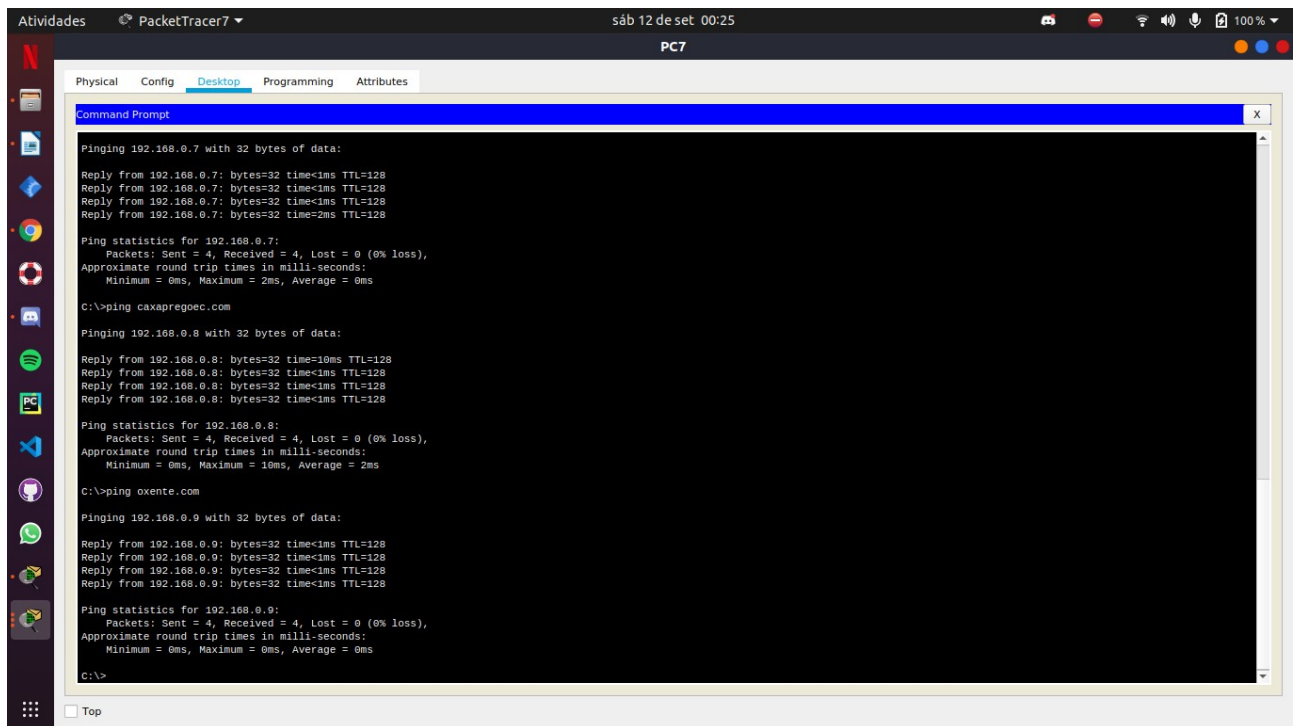 Atividades PacketTracer7 sáb 12 de set 00:25 100 %
PC7
Physical Config Desktop Programming Attributes
Command Prompt X
Pinging 192.168.0.7 with 32 bytes of data:
Reply from 192.168.0.7: bytes=32 time<1ms TTL=128
Reply from 192.168.0.7: bytes=32 time<1ms TTL=128
Reply from 192.168.0.7: bytes=32 time<1ms TTL=128
Reply from 192.168.0.7: bytes=32 time=2ms TTL=128
Ping statistics for 192.168.0.7:
Packets: Sent = 4, Received = 4, Lost = 0 (0% loss),
Approximate round trip times in milli-seconds:
Minimum = 0ms, Maximum = 2ms, Average = 0ms
C:\>ping caxapregoec.com
Pinging 192.168.0.8 with 32 bytes of data:
Reply from 192.168.0.8: bytes=32 time=10ms TTL=128
Reply from 192.168.0.8: bytes=32 time<1ms TTL=128
Reply from 192.168.0.8: bytes=32 time<1ms TTL=128
Reply from 192.168.0.8: bytes=32 time<1ms TTL=128
Ping statistics for 192.168.0.8:
Packets: Sent = 4, Received = 4, Lost = 0 (0% loss),
Approximate round trip times in milli-seconds:
Minimum = 0ms, Maximum = 10ms, Average = 2ms
C:\>ping oxente.com
Pinging 192.168.0.9 with 32 bytes of data:
Reply from 192.168.0.9: bytes=32 time<1ms TTL=128
Reply from 192.168.0.9: bytes=32 time<1ms TTL=128
Reply from 192.168.0.9: bytes=32 time<1ms TTL=128
Reply from 192.168.0.9: bytes=32 time<1ms TTL=128
Ping statistics for 192.168.0.9:
Packets: Sent = 4, Received = 4, Lost = 0 (0% loss),
Approximate round trip times in milli-seconds:
Minimum = 0ms, Maximum = 0ms, Average = 0ms
C:\>
Top